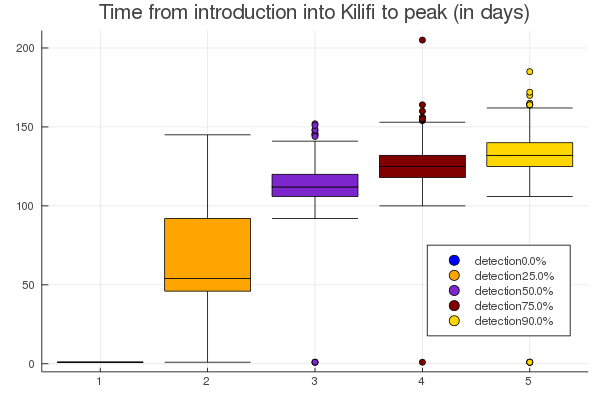 Time from introduction into Kilifi to peak (in days)
200
150
100
50
0
detection0.0%
detection25.0%
detection50.0%
detection75.0%
detection90.0%
1 2 3 4 5